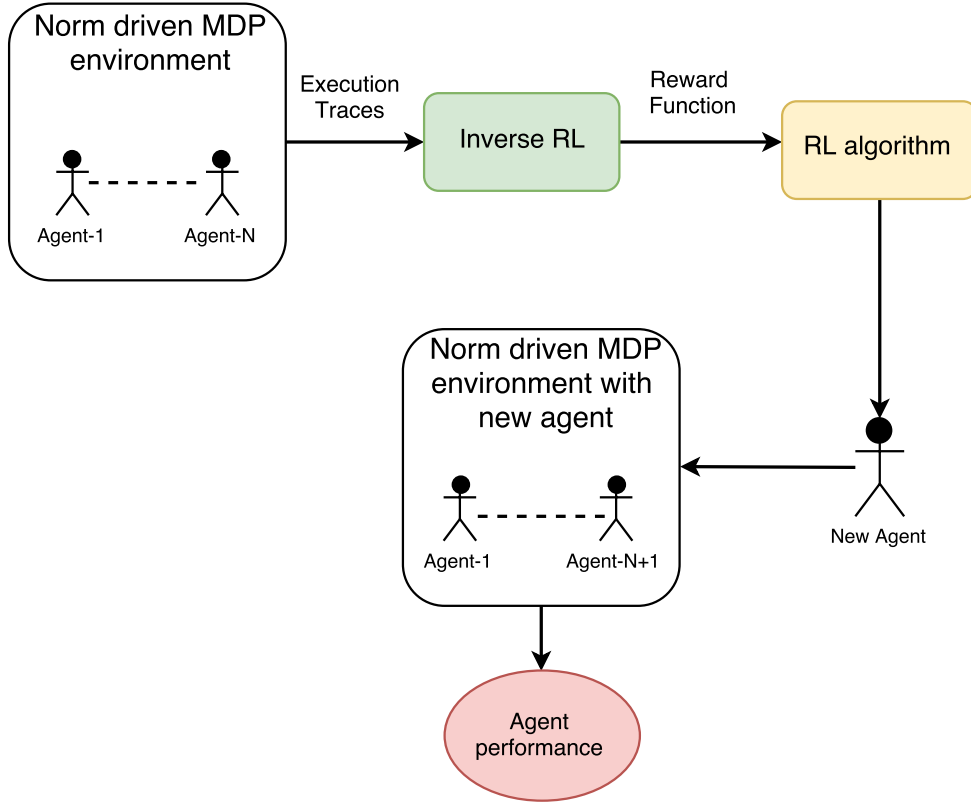 Norm driven MDP
environment
Agent-1
Agent-N
Execution
Traces
Inverse RL
Reward
Function
RL algorithm
New Agent
Norm driven MDP
environment with
new agent
Agent-1
Agent-N+1
Agent
performance